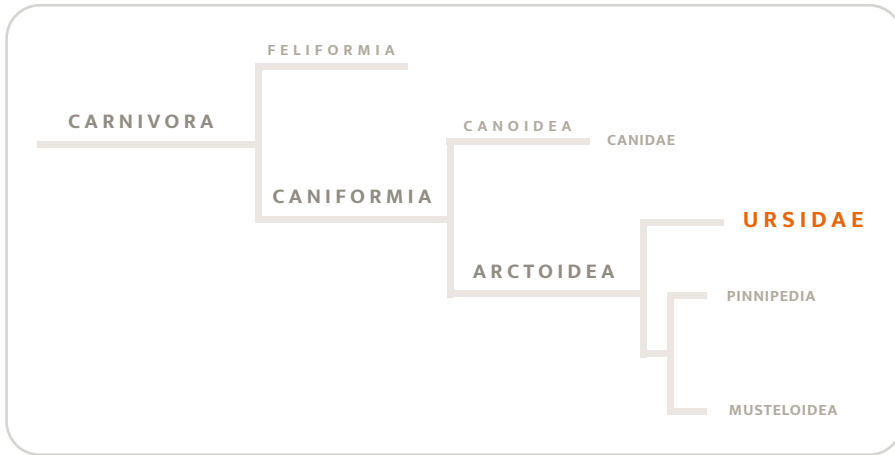 FELIFORMIA
CARNIVORA
CANOIDEA
CANIDAE
CANIFORMIA
URSIDAE
ARCTOIDEA
PINNIPEDIA
MUSTELOIDEA